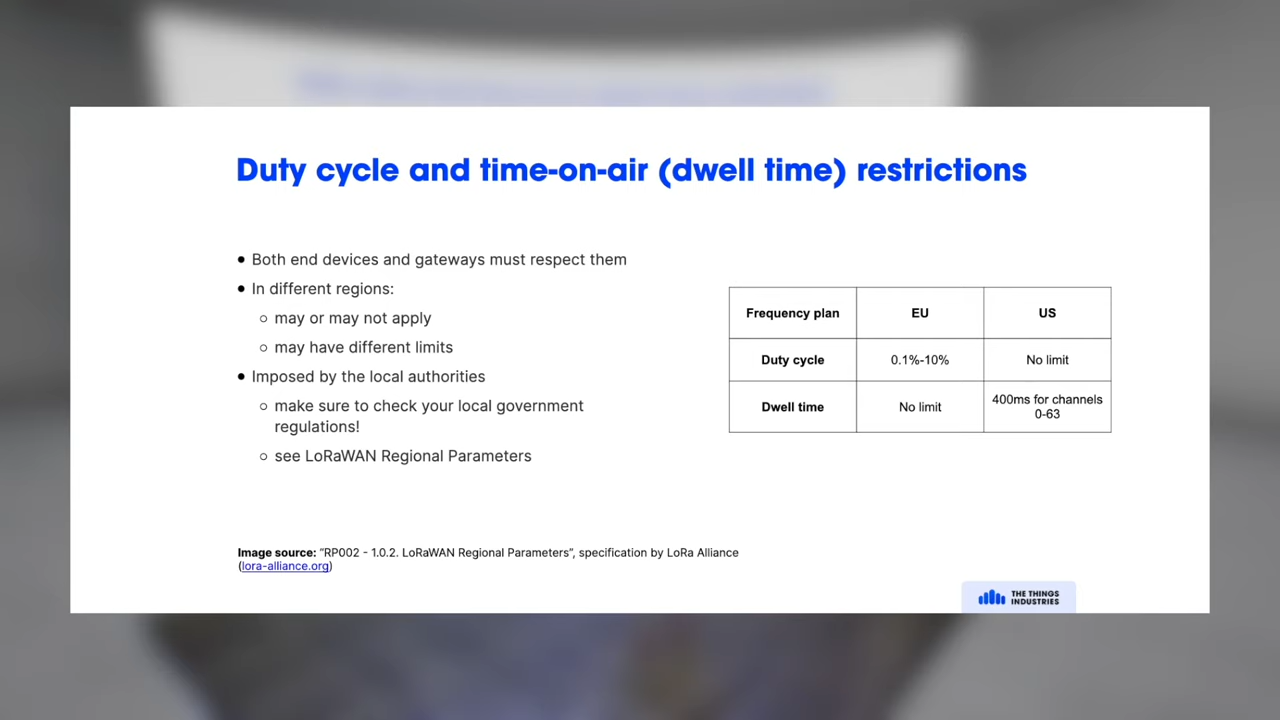 Duty cycle and time-on-air (dwell time) restrictions
● Both end devices and gateways must respect them
● In different regions:
○ may or may not apply
○ may have different limits
● Imposed by the local authorities
○ make sure to check your local government
regulations!
○ see LoRaWAN Regional Parameters
Frequency plan EU US
Duty cycle 0.1%-10% No limit
Dwell time No limit 400ms for channels
0-63
Image source: “RP002 - 1.0.2. LoRaWAN Regional Parameters”, specification by LoRa Alliance
(lora-alliance.org)
THE THINGS
INDUSTRIES